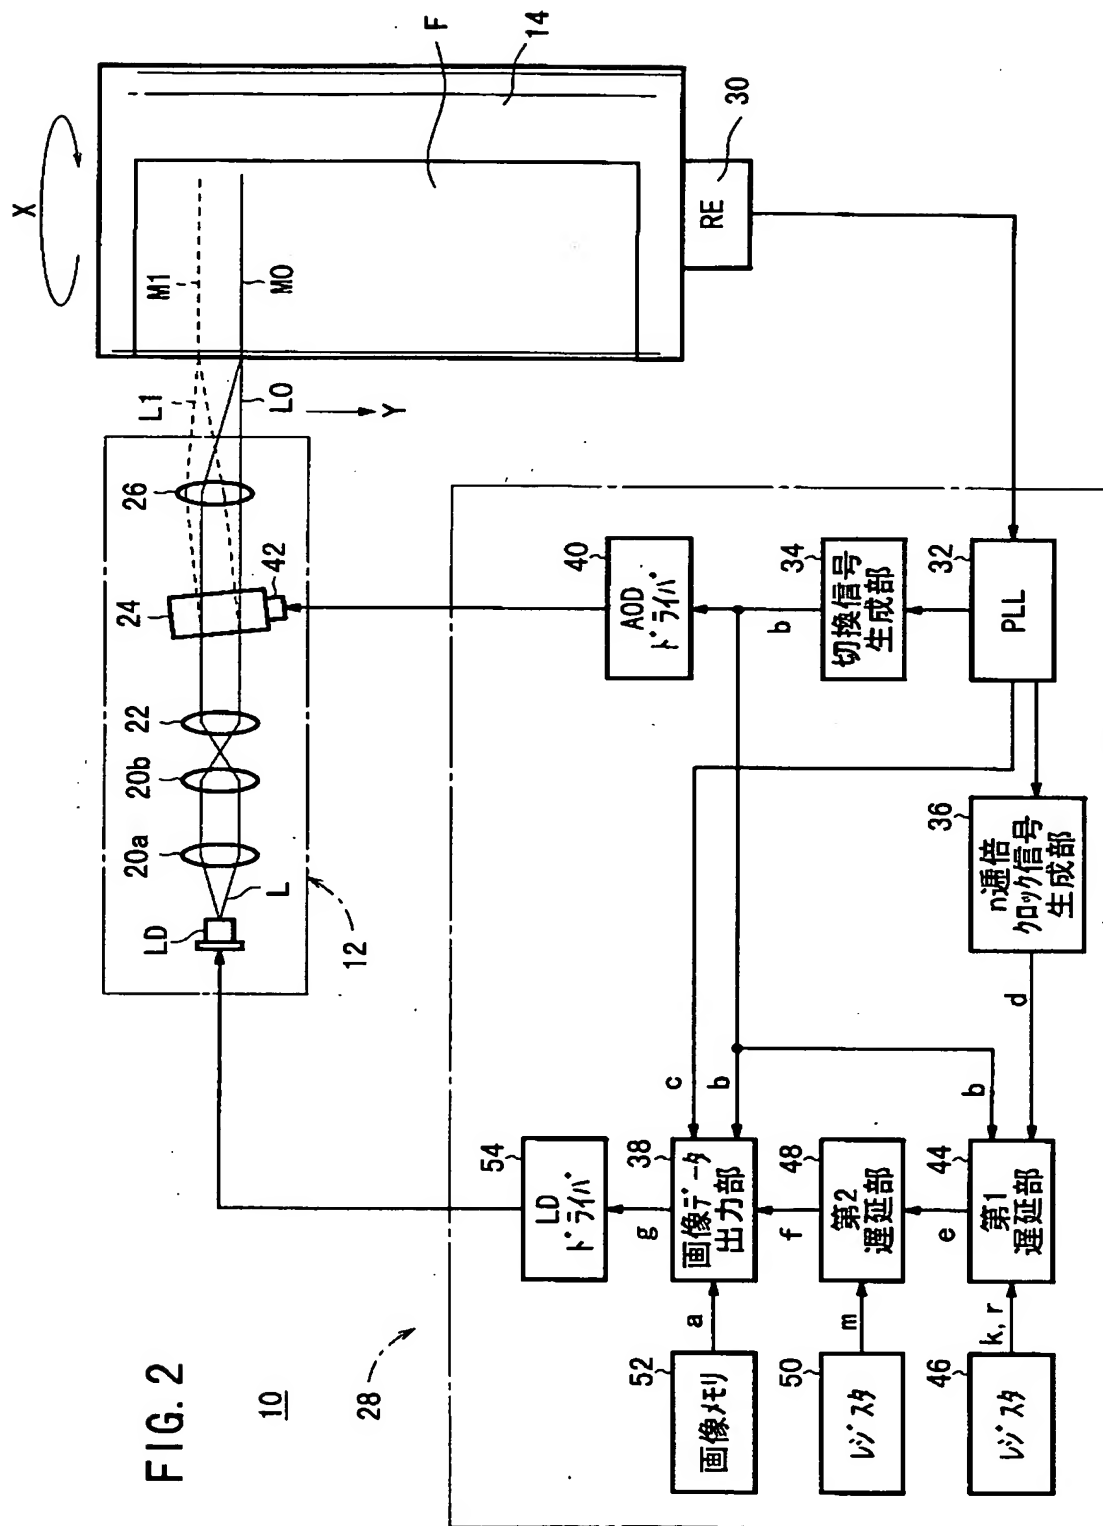 FIG. 2
10
28
X
F
14
M1
M0
L1
L0
Y
30
RE
12
LD
L
20a
20b
22
24
26
42
40
AOD
ドライバ
b
34
切換信号
生成部
32
PLL
36
n逓倍
クロック信号
生成部
d
c
b
b
54
LD
ドライバ
g
38
画像データ
出力部
f
48
第2
遅延部
e
44
第1
遅延部
a
m
k, r
52
画像メモリ
50
レジスタ
46
レジスタ